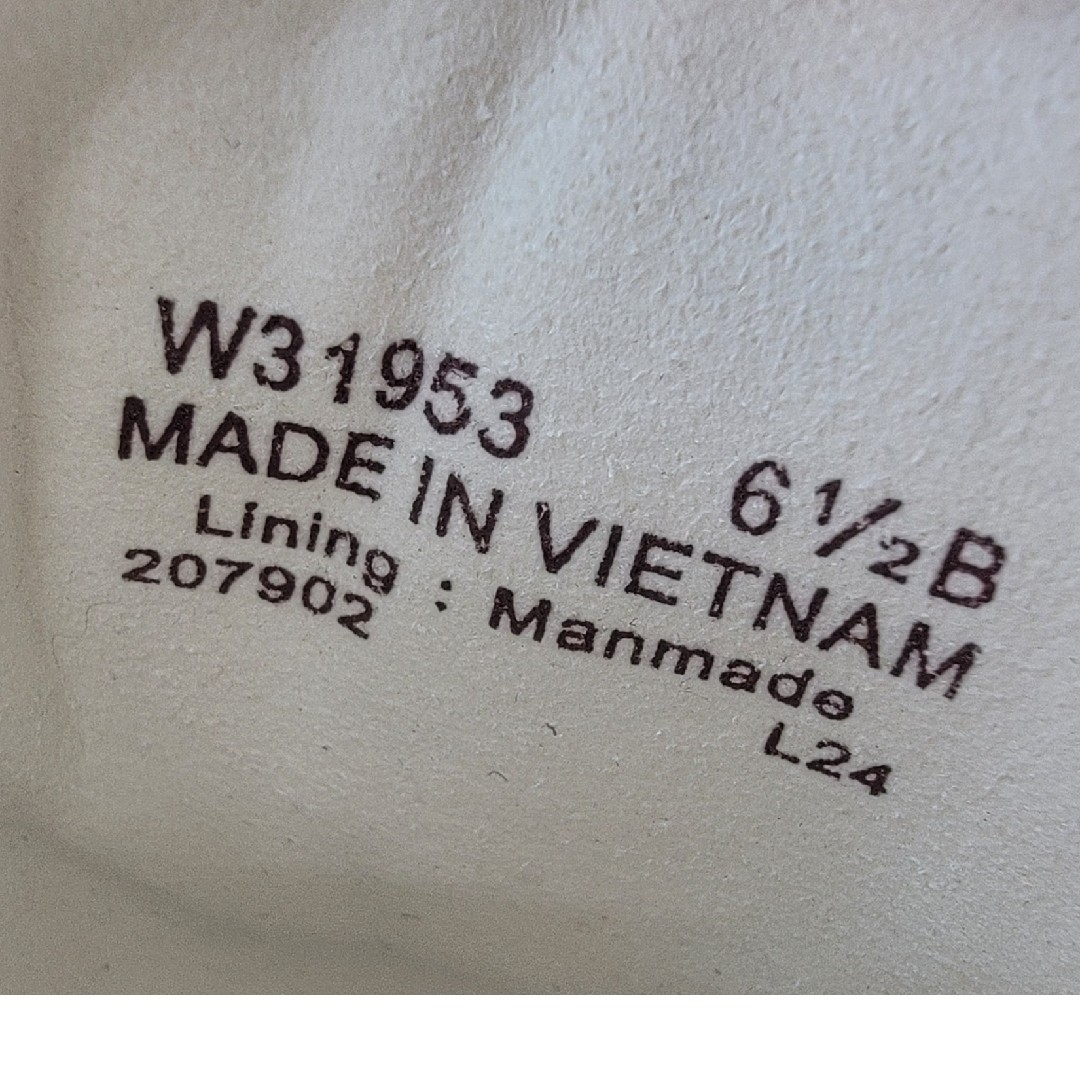 W31953 6½B
MADE IN VIETNAM
Lining : Manmade
207902 L24